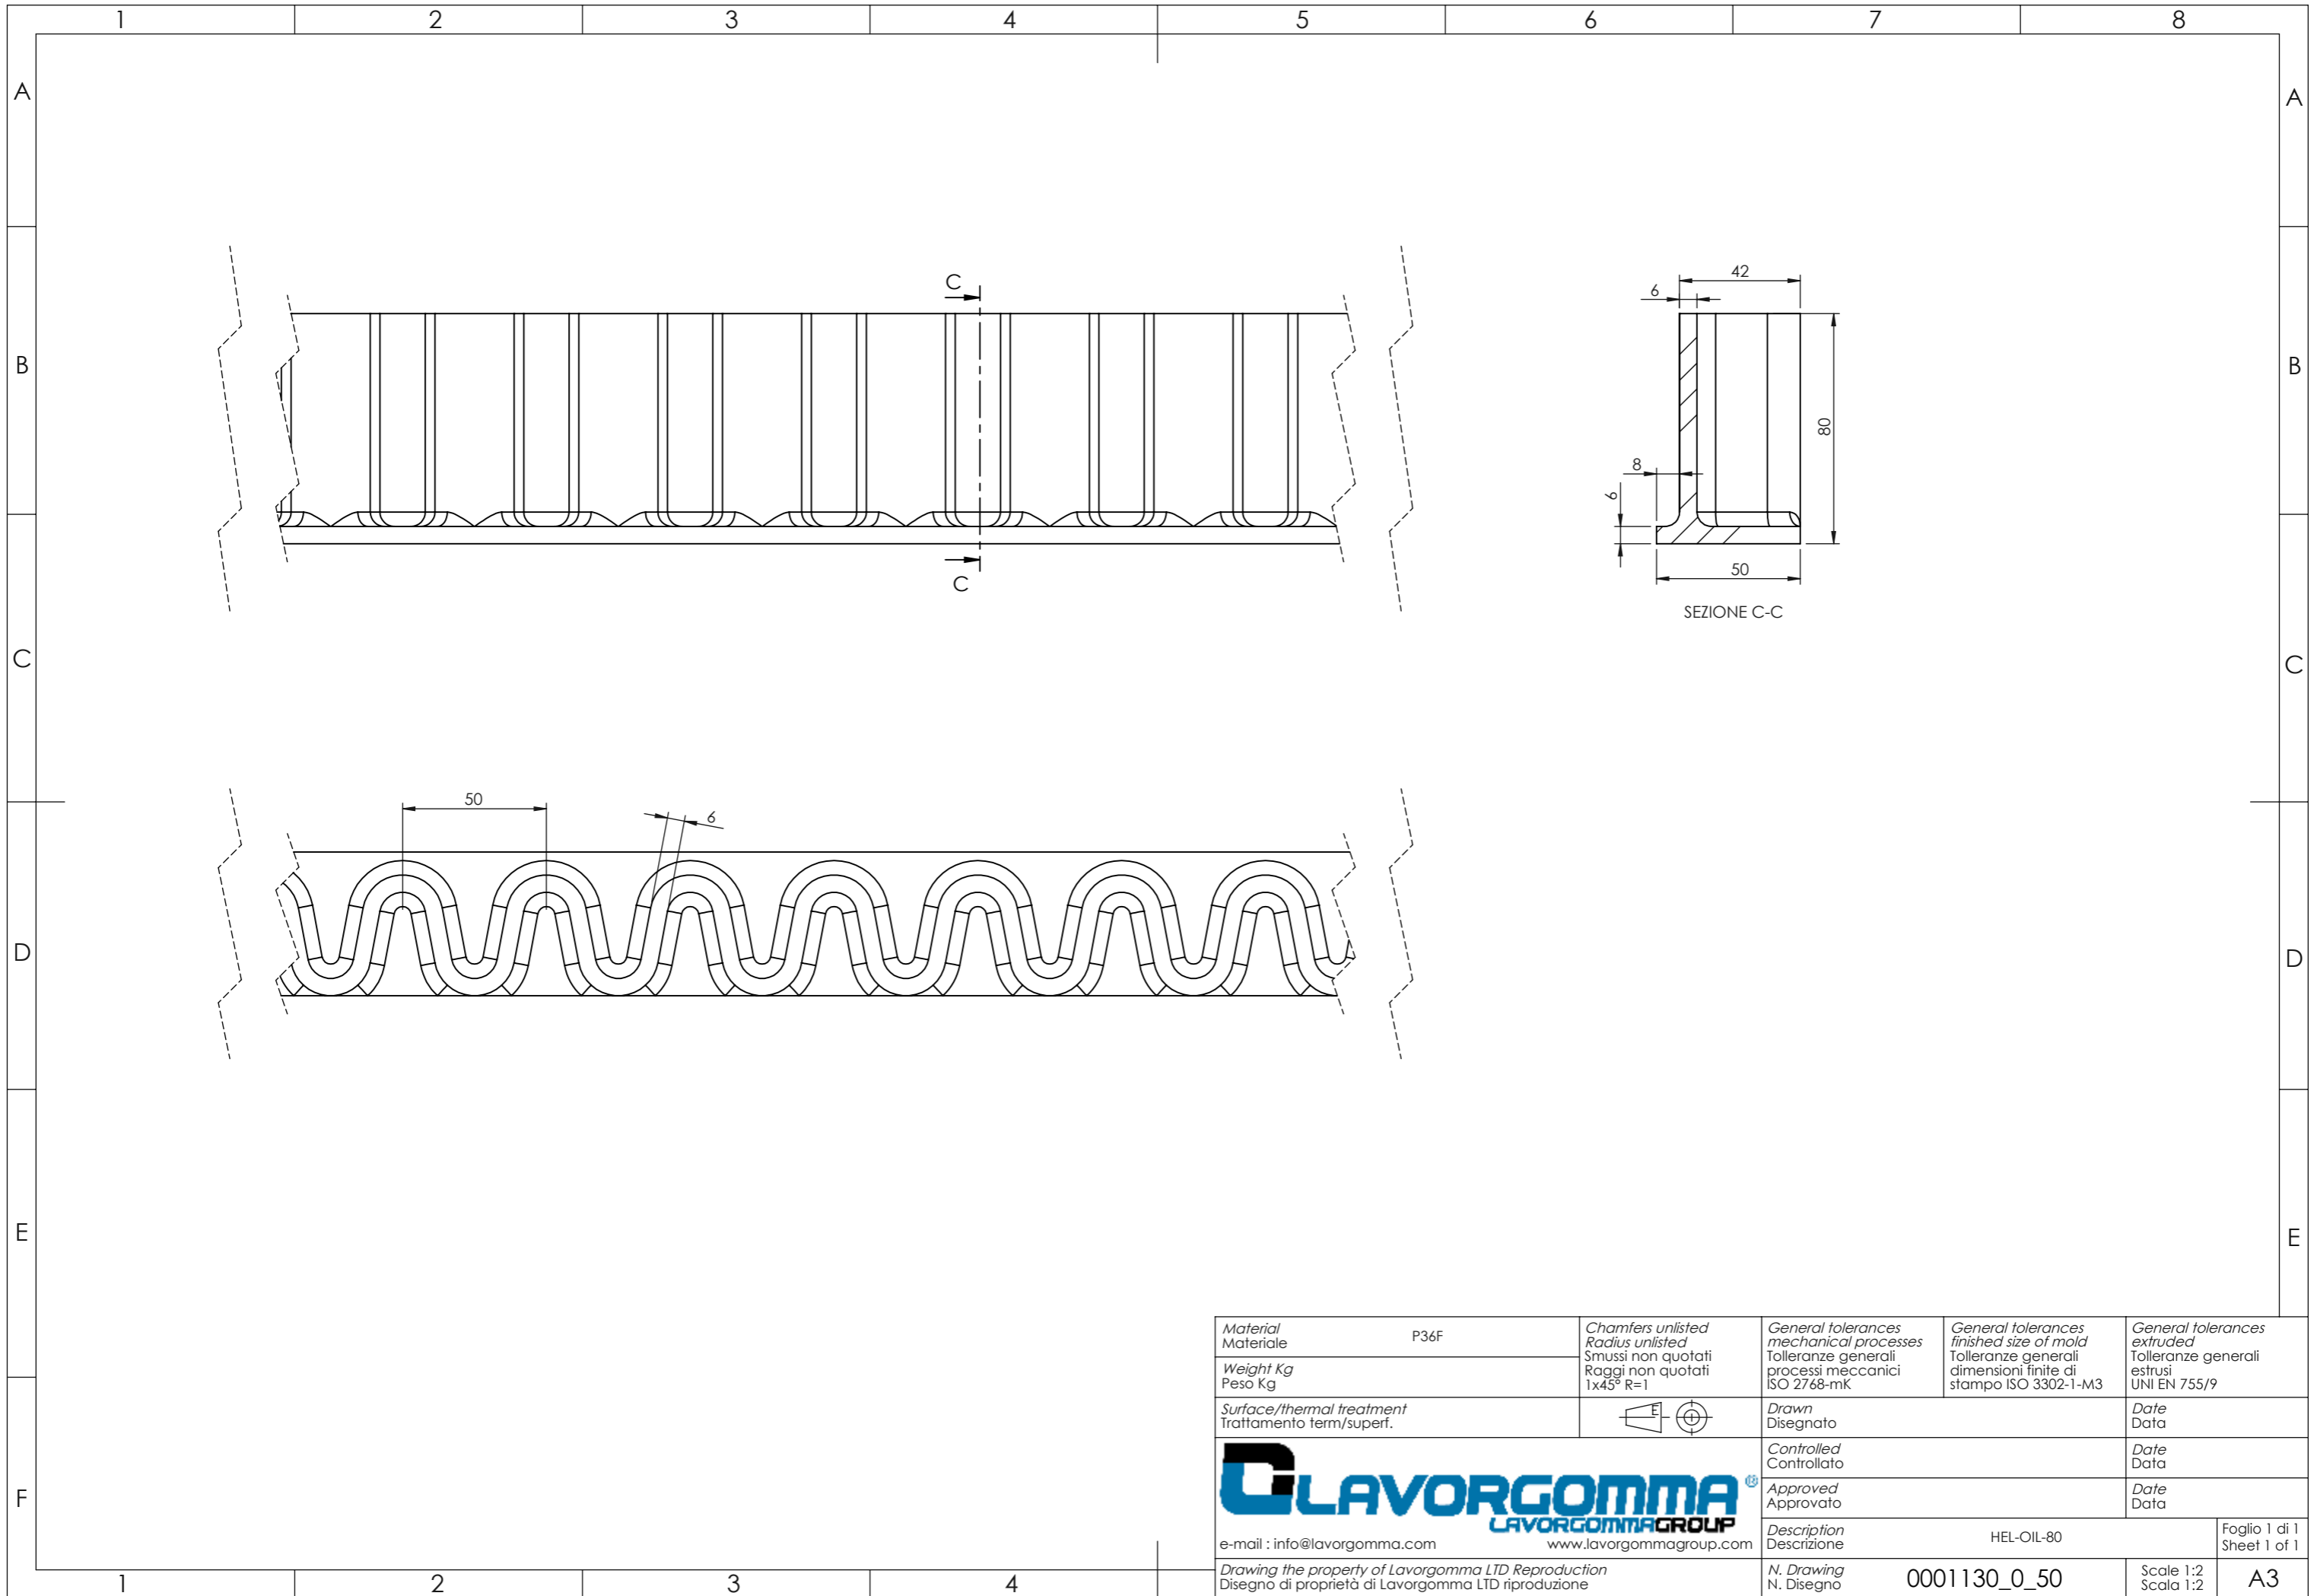 1 2 3 4 5 6 7 8
A A
B B
C C
D D
E E
F
C
C
42
6
80
8
6
50
SEZIONE C-C
50
6
Material
Materiale
P36F
Weight Kg
Peso Kg
Chamfers unlisted
Radius unlisted
Smussi non quotati
Raggi non quotati
1x45° R=1
General tolerances
mechanical processes
Tolleranze generali
processi meccanici
ISO 2768-mK
General tolerances
finished size of mold
Tolleranze generali
dimensioni finite di
stampo ISO 3302-1-M3
General tolerances
extruded
Tolleranze generali
estrusi
UNI EN 755/9
Surface/thermal treatment
Trattamento term/superf.
E
Drawn
Disegnato
Date
Data
LAVORGOMMA®
LAVORGOMMAGROUP
e-mail : info@lavorgomma.com www.lavorgommagroup.com
Controlled
Controllato
Date
Data
Approved
Approvato
Date
Data
Description
Descrizione
HEL-OIL-80
Foglio 1 di 1
Sheet 1 of 1
Drawing the property of Lavorgomma LTD Reproduction
Disegno di proprietà di Lavorgomma LTD riproduzione
N. Drawing
N. Disegno
0001130_0_50
Scale 1:2
Scala 1:2
A3
1 2 3 4